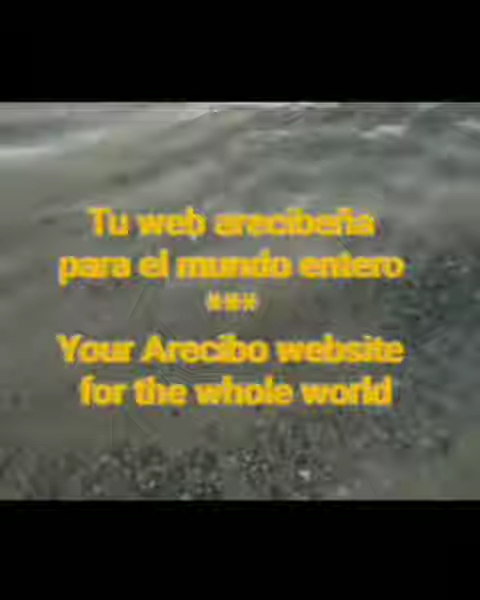 Tu web arecibeña
para el mundo entero
***
Your Arecibo website
for the whole world